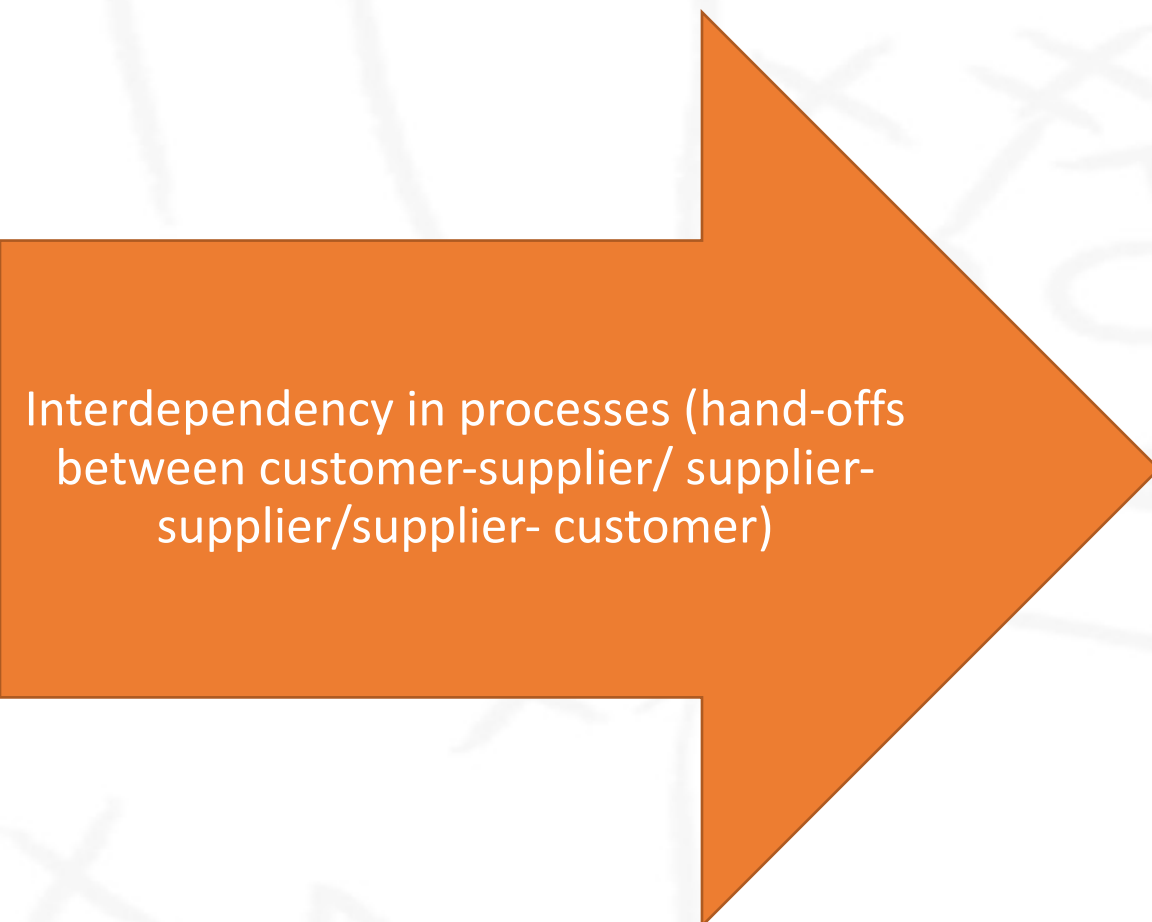 Interdependency in processes (hand-offs
between customer-supplier/ supplier-
supplier/supplier- customer)